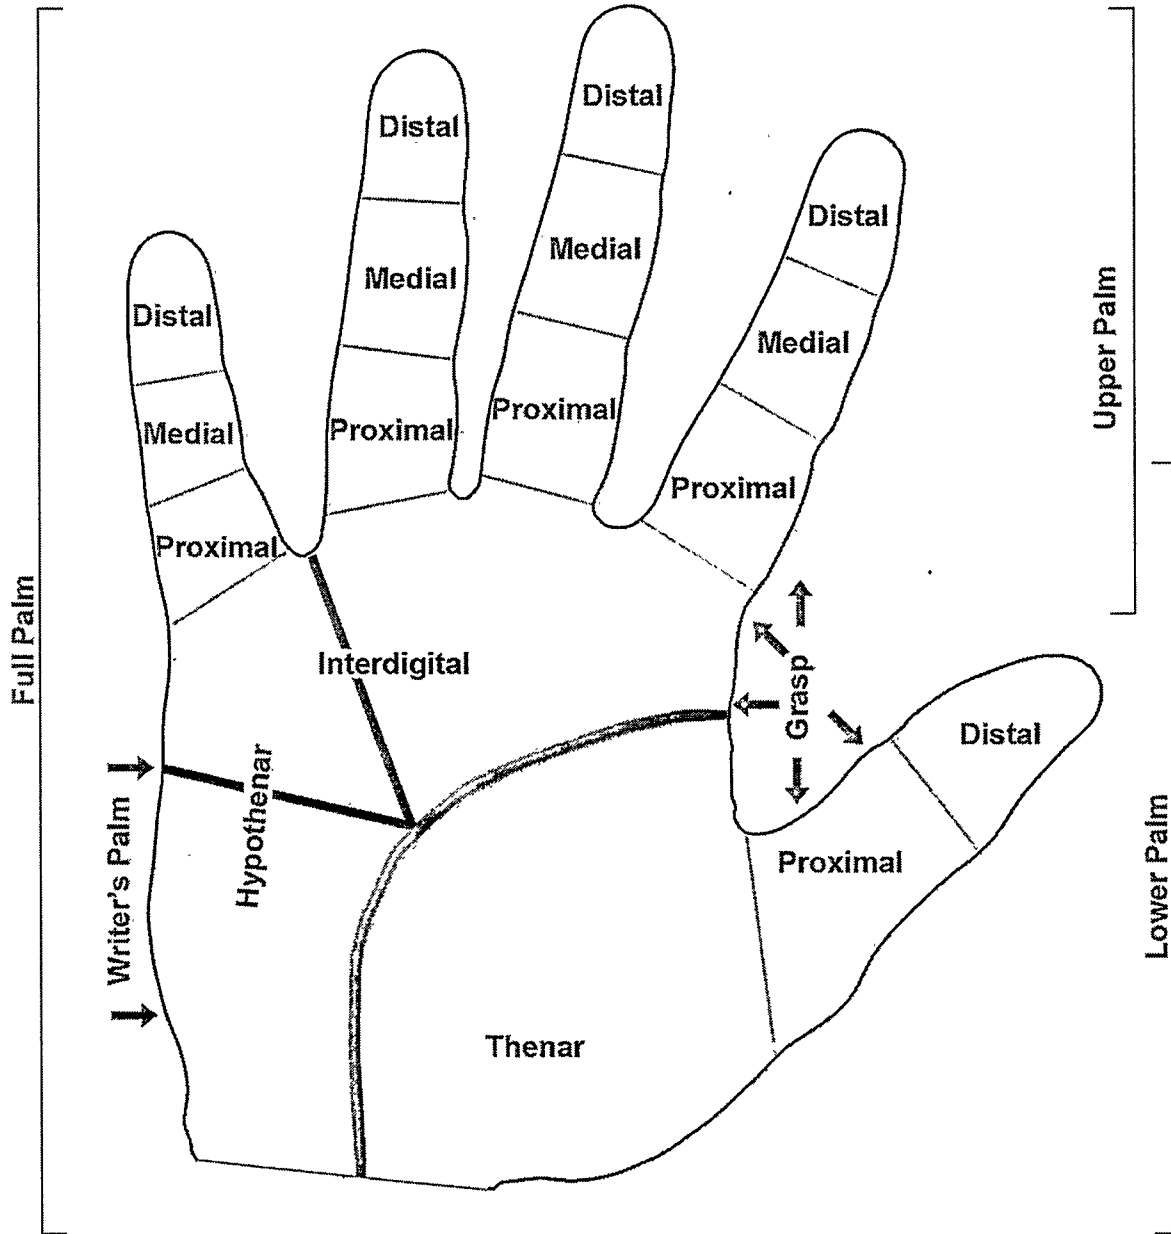 Distal
Distal
Distal
Distal
Medial
Medial
Distal
Medial
Proximal
Proximal
Medial
Proximal
Proximal
Upper Palm
Full Palm
Interdigital
Grasp
Distal
Hypothenar
Writer's Palm
Proximal
Lower Palm
Thenar